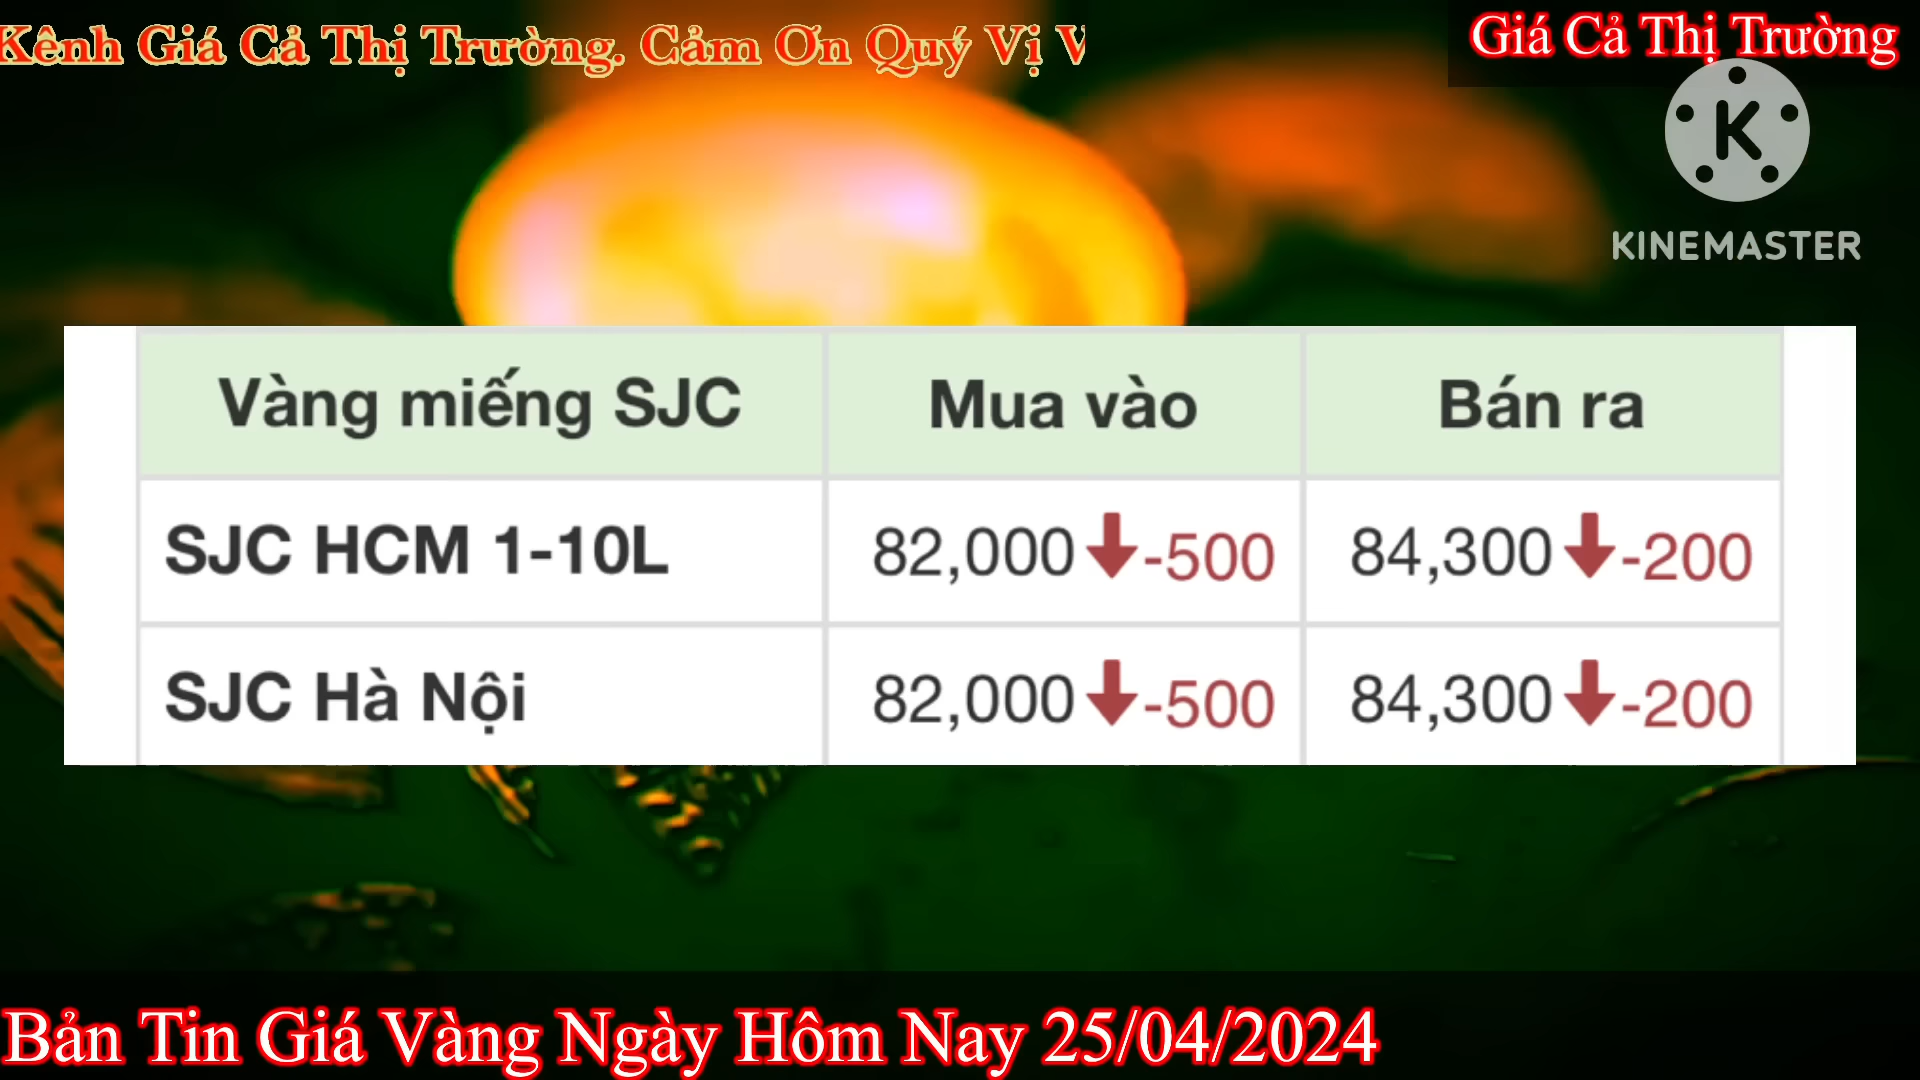 Kênh Giá Cả Thị Trường. Cảm Ơn Quý Vị
Giá Cả Thị Trường
K
KINEMASTER
Vàng miếng SJC Mua vào Bán ra
SJC HCM 1-10L 82,000 -500 84,300 -200
SJC Hà Nội 82,000 -500 84,300 -200
Bản Tin Giá Vàng Ngày Hôm Nay 25/04/2024